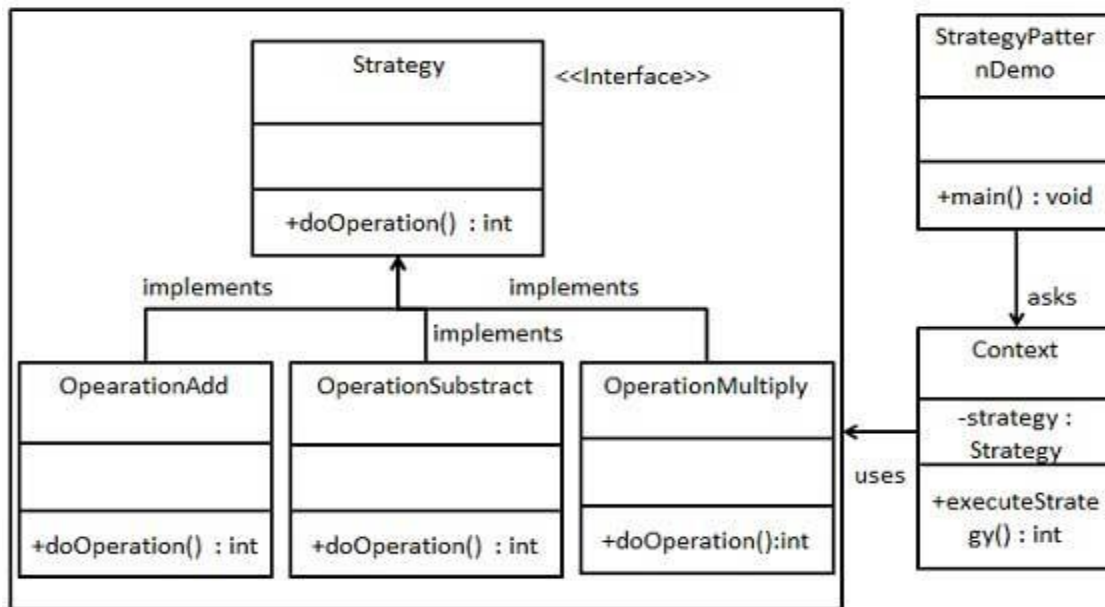 Strategy
<<Interface>>
+doOperation() : int
implements
implements
implements
OpearationAdd
+doOperation() : int
OperationSubstract
+doOperation() : int
OperationMultiply
+doOperation():int
StrategyPatter
nDemo
+main() : void
asks
Context
-strategy :
Strategy
+executeStrate
gy() : int
uses